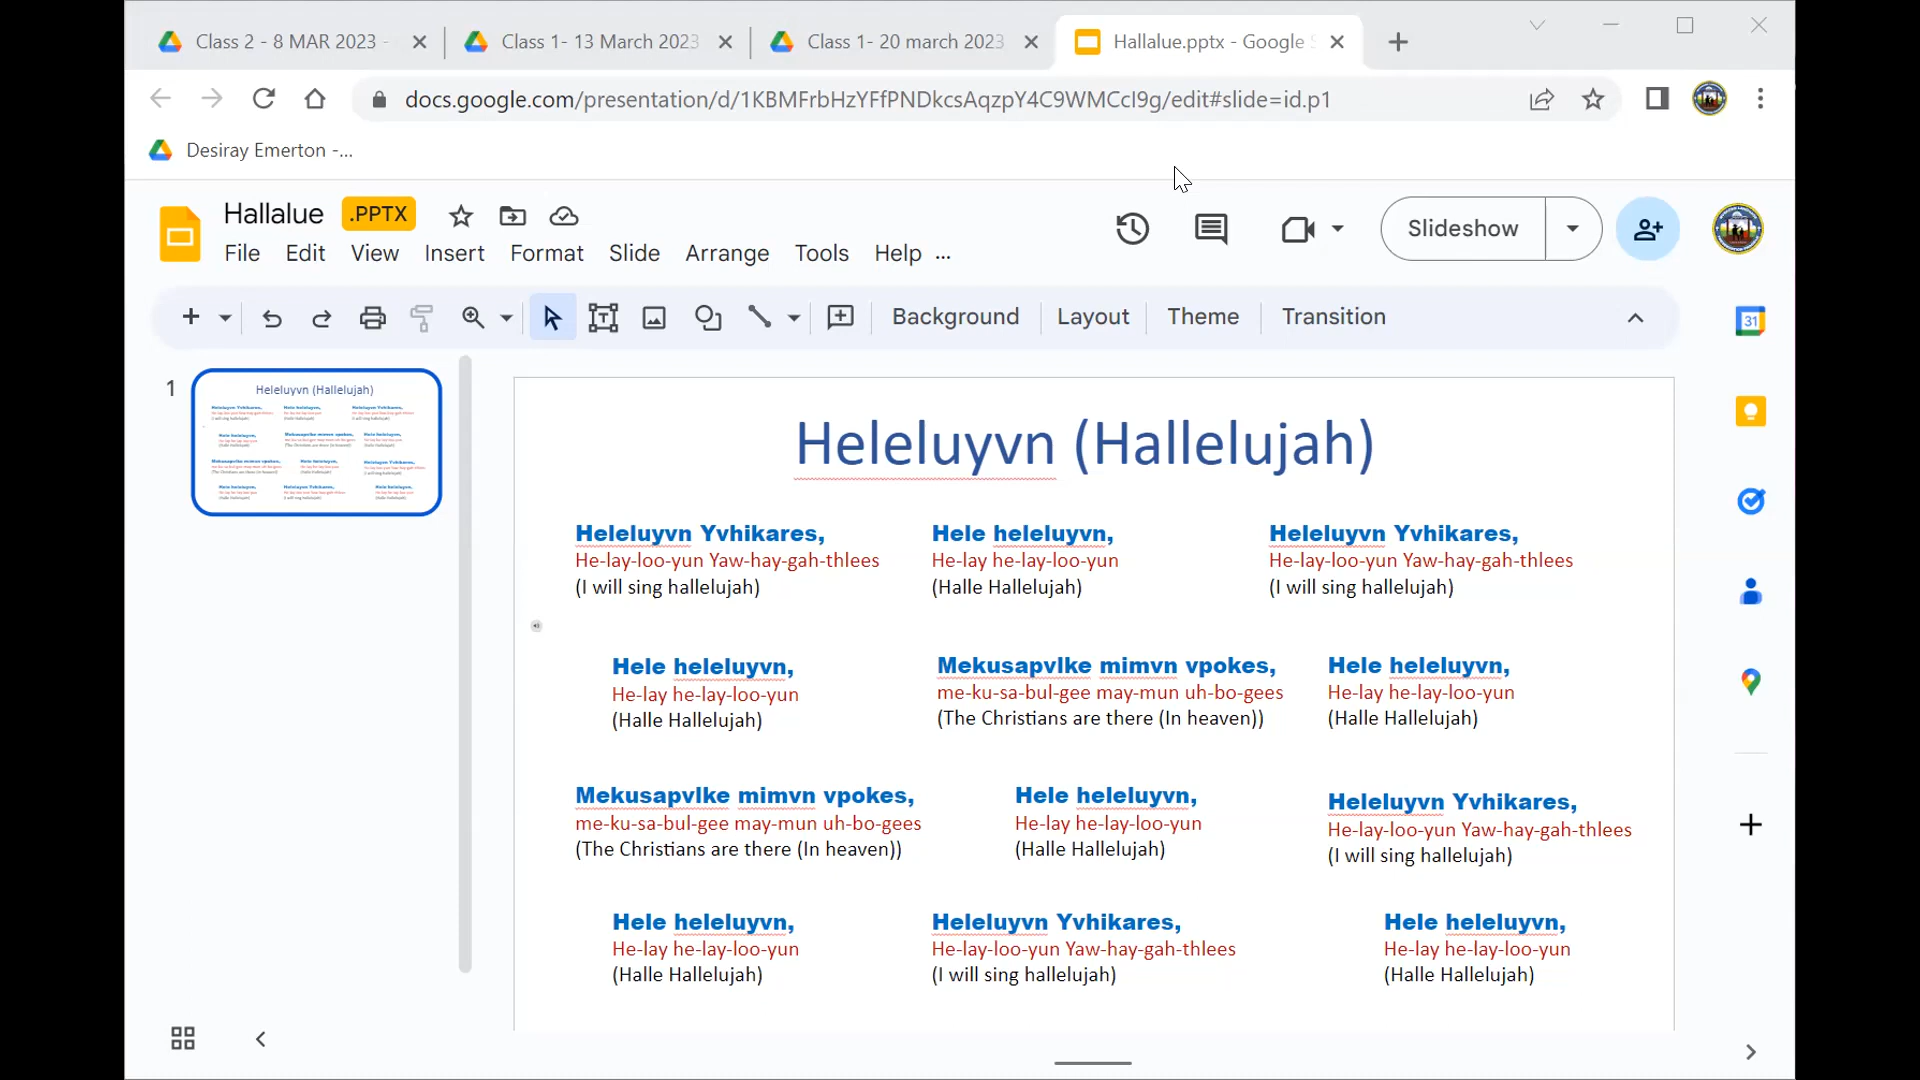 Class 2 - 8 MAR 2023 -
Class 1- 13 March 2023
Class 1- 20 march 2023
Hallalue.pptx - Google S
docs.google.com/presentation/d/1KBMFrbHzYFfPNDkcsAqzpY4C9WMCcI9g/edit#slide=id.p1
Desiray Emerton -...
Hallalue .PPTX
Slideshow
File Edit View Insert Format Slide Arrange Tools Help ...
Background Layout Theme Transition
31
1
Heleluyvn (Hallelujah)
Heleluyvn Yvhikares, Hele heleluyvn, Heleluyvn Yvhikares,
He-lay-loo-yun Yaw-hay-gah-thlees He-lay he-lay-loo-yun He-lay-loo-yun Yaw-hay-gah-thlees
(I will sing hallelujah) (Halle Hallelujah) (I will sing hallelujah)
Hele heleluyvn, Mekusapvlke mimvn vpokes, Hele heleluyvn,
He-lay he-lay-loo-yun me-ku-sa-bul-gee may-mun uh-bo-gees He-lay he-lay-loo-yun
(Halle Hallelujah) (The Christians are there (In heaven)) (Halle Hallelujah)
Mekusapvlke mimvn vpokes, Hele heleluyvn, Heleluyvn Yvhikares,
me-ku-sa-bul-gee may-mun uh-bo-gees He-lay he-lay-loo-yun He-lay-loo-yun Yaw-hay-gah-thlees
(The Christians are there (In heaven)) (Halle Hallelujah) (I will sing hallelujah)
Hele heleluyvn, Heleluyvn Yvhikares, Hele heleluyvn,
He-lay he-lay-loo-yun He-lay-loo-yun Yaw-hay-gah-thlees He-lay he-lay-loo-yun
(Halle Hallelujah) (I will sing hallelujah) (Halle Hallelujah)